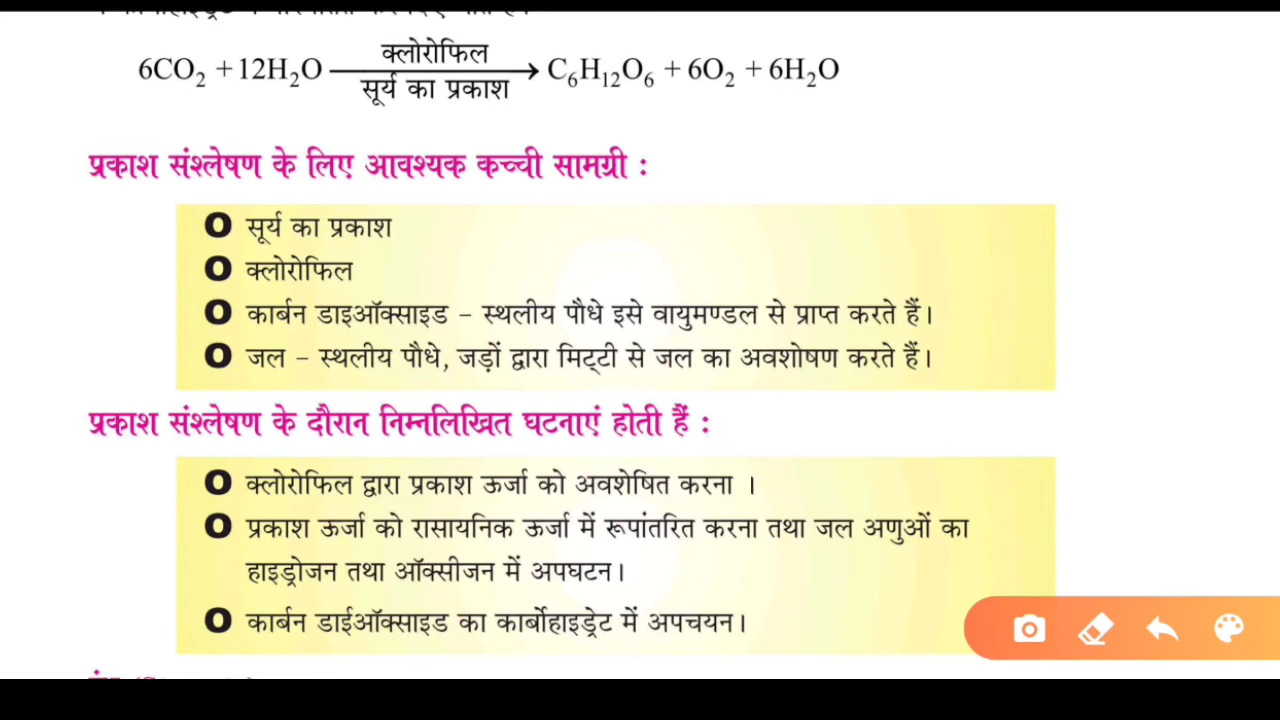 क्लोरोफिल
6CO₂ + 12H₂O ⟶ C₆H₁₂O₆ + 6O₂ + 6H₂O
सूर्य का प्रकाश
प्रकाश संश्लेषण के लिए आवश्यक कच्ची सामग्री :
O सूर्य का प्रकाश
O क्लोरोफिल
O कार्बन डाइऑक्साइड – स्थलीय पौधे इसे वायुमण्डल से प्राप्त करते हैं।
O जल – स्थलीय पौधे, जड़ों द्वारा मिट्टी से जल का अवशोषण करते हैं।
प्रकाश संश्लेषण के दौरान निम्नलिखित घटनाएं होती हैं :
O क्लोरोफिल द्वारा प्रकाश ऊर्जा को अवशेषित करना ।
O प्रकाश ऊर्जा को रासायनिक ऊर्जा में रूपांतरित करना तथा जल अणुओं का
हाइड्रोजन तथा ऑक्सीजन में अपघटन।
O कार्बन डाईऑक्साइड का कार्बोहाइड्रेट में अपचयन।